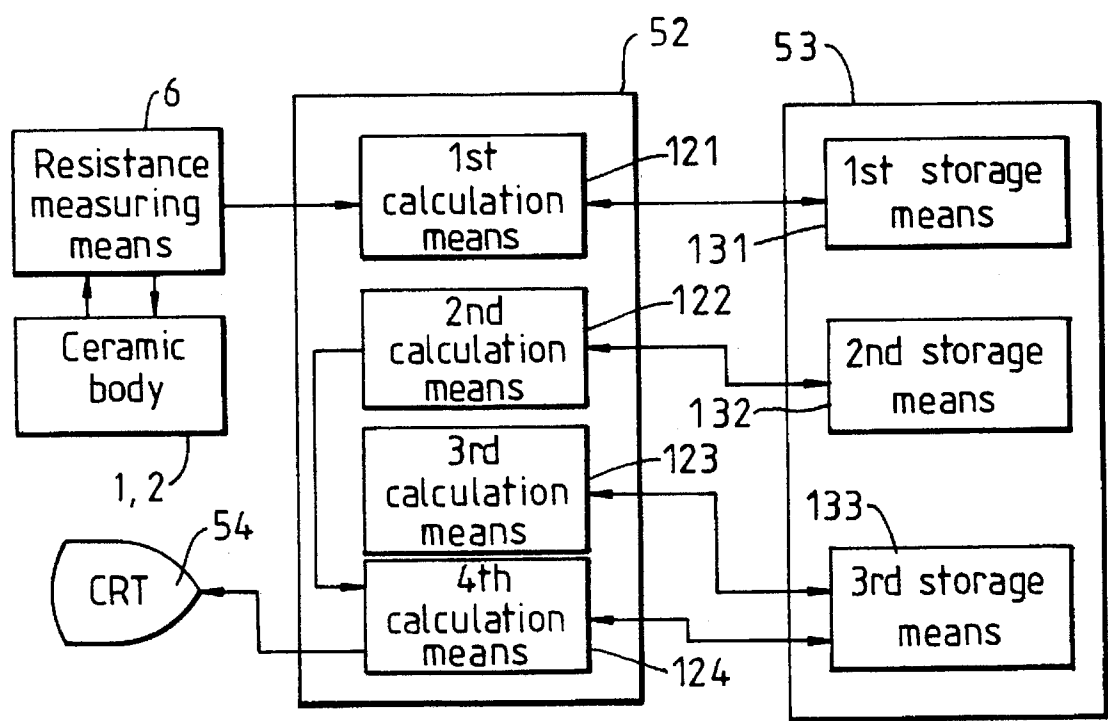 52
53
6
Resistance
measuring
means
1st
calculation
means
121
1st storage
means
131
Ceramic
body
1, 2
2nd
calculation
means
122
2nd storage
means
132
3rd
calculation
means
123
133
54
CRT
4th
calculation
means
124
3rd storage
means